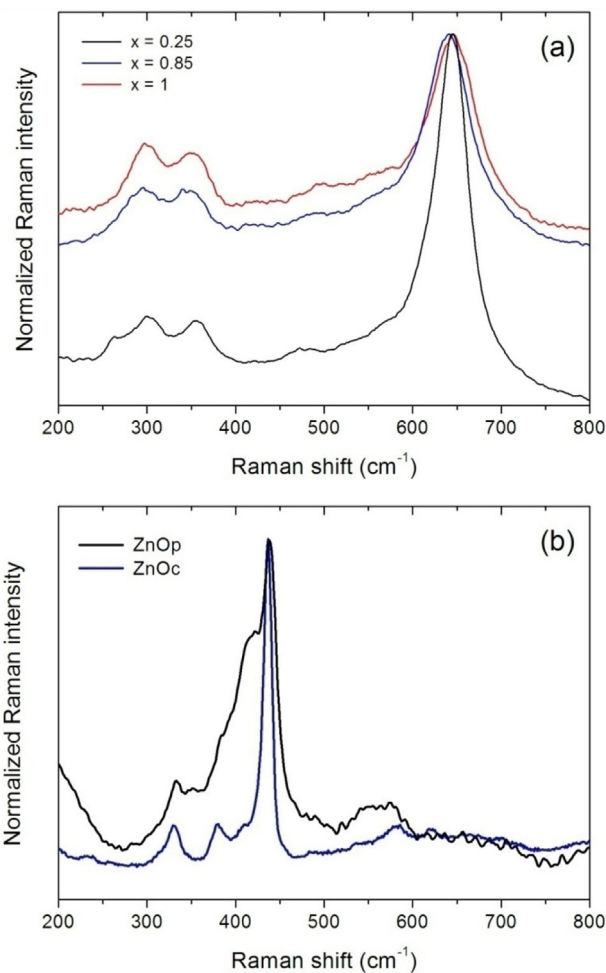 (a)
x = 0.25
x = 0.85
x = 1
Normalized Raman intensity
200 300 400 500 600 700 800
Raman shift (cm⁻¹)
(b)
ZnOp
ZnOc
Normalized Raman intensity
200 300 400 500 600 700 800
Raman shift (cm⁻¹)